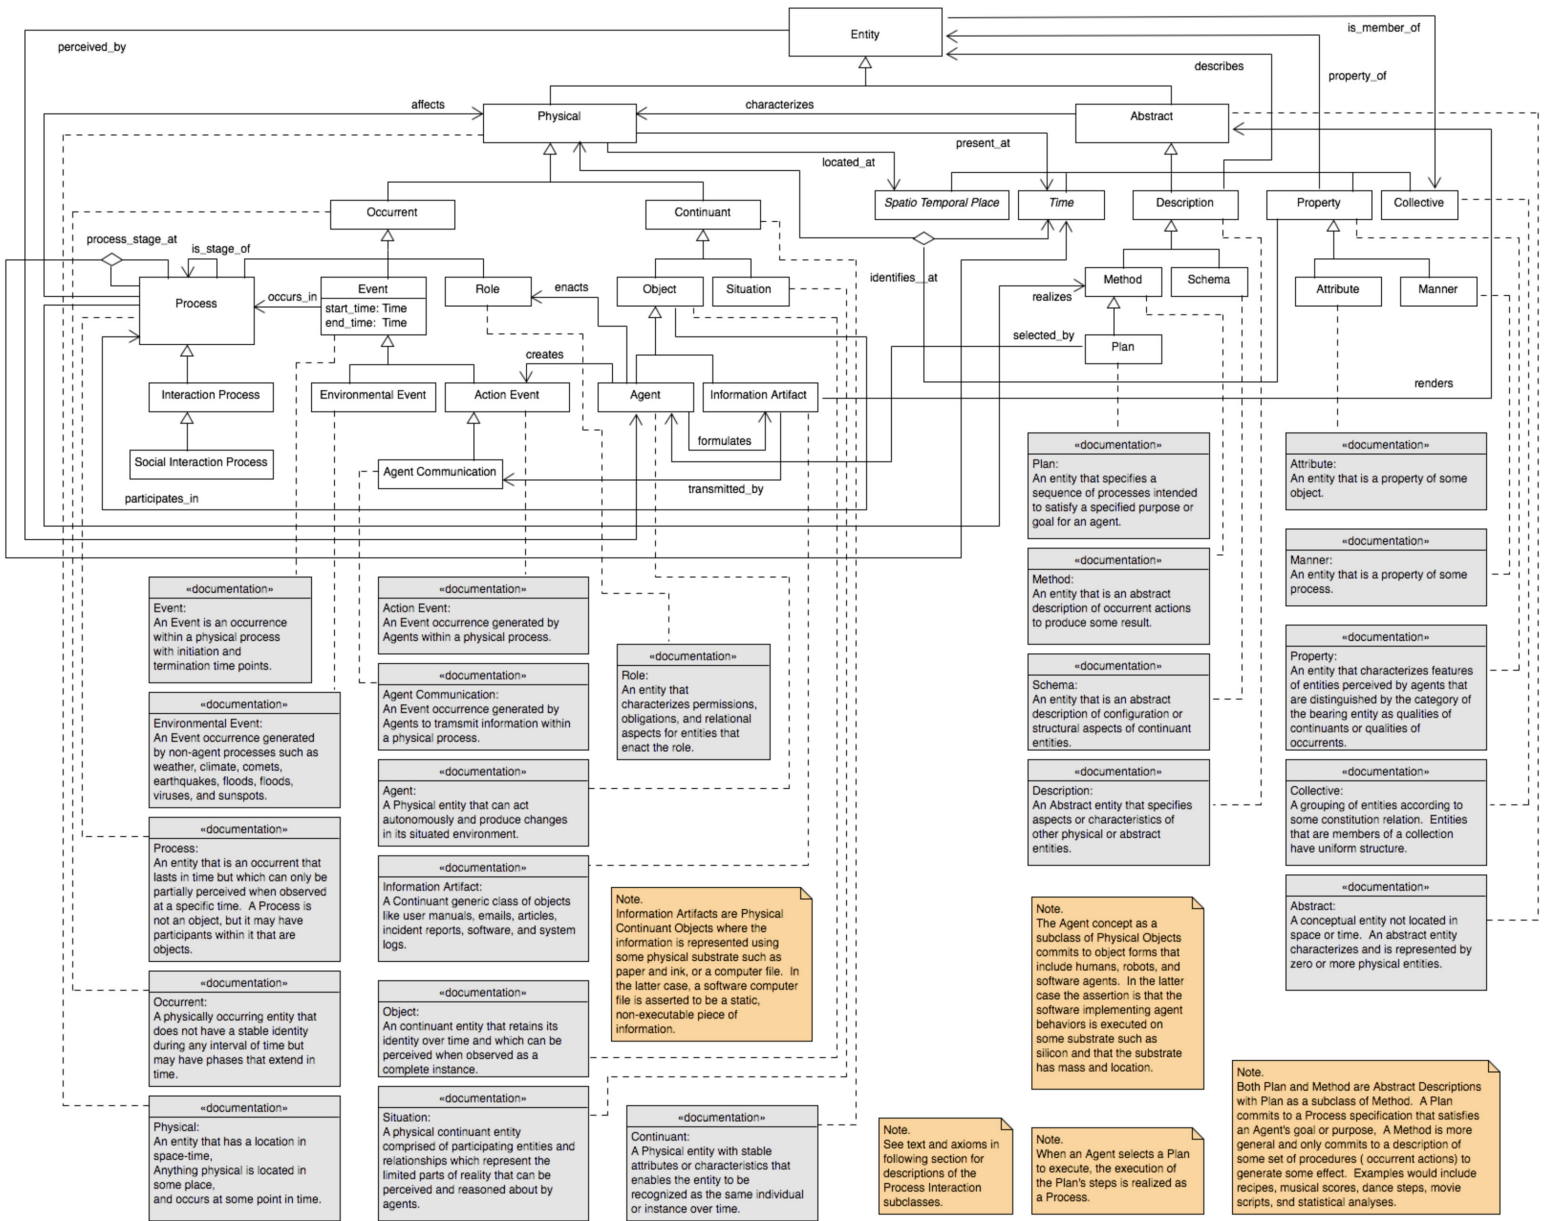 Entity
is_member_of
perceived_by
describes
property_of
affects
characterizes
Physical
Abstract
present_at
located_at
Occurrent
Continuant
Spatio Temporal Place
Time
Description
Property
Collective
process_stage_at
is_stage_of
identifies__at
Process
occurs_in
Event
start_time: Time
end_time: Time
Role
enacts
Object
Situation
Method
Schema
Attribute
Manner
realizes
selected_by
Plan
creates
renders
Interaction Process
Environmental Event
Action Event
Agent
Information Artifact
formulates
Social Interaction Process
Agent Communication
transmitted_by
participates_in
«documentation»
Plan:
An entity that specifies a
sequence of processes intended
to satisfy a specified purpose or
goal for an agent.
«documentation»
Attribute:
An entity that is a property of some
object.
«documentation»
Manner:
An entity that is a property of some
process.
«documentation»
Method:
An entity that is an abstract
description of occurrent actions
to produce some result.
«documentation»
Event:
An Event is an occurrence
within a physical process
with initiation and
termination time points.
«documentation»
Action Event:
An Event occurrence generated by
Agents within a physical process.
«documentation»
Role:
An entity that
characterizes permissions,
obligations, and relational
aspects for entities that
enact the role.
«documentation»
Schema:
An entity that is an abstract
description of configuration or
structural aspects of continuant
entities.
«documentation»
Property:
An entity that characterizes features
of entities perceived by agents that
are distinguished by the category of
the bearing entity as qualities of
continuants or qualities of
occurrents.
«documentation»
Environmental Event:
An Event occurrence generated
by non-agent processes such as
weather, climate, comets,
earthquakes, floods, floods,
viruses, and sunspots.
«documentation»
Agent Communication:
An Event occurrence generated by
Agents to tramsmit information within
a physical process.
«documentation»
Agent:
A Physical entity that can act
autonomously and produce changes
in its situated environment.
«documentation»
Description:
An Abstract entity that specifies
aspects or characteristics of
other physical or abstract
entities.
«documentation»
Collective:
A grouping of entities according to
some constitution relation. Entities
that are members of a collection
have uniform structure.
«documentation»
Process:
An entity that is an occurrent that
lasts in time but which can only be
partially perceived when observed
at a specific time. A Process is
not an object, but it may have
participants within it that are
objects.
«documentation»
Information Artifact:
A Continuant generic class of objects
like user manuals, emails, articles,
incident reports, software, and system
logs.
Note.
Information Artifacts are Physical
Continuant Objects where the
information is represented using
some physical substrate such as
paper and ink, or a computer file. In
the latter case, a software computer
file is asserted to be a static,
non-executable piece of
information.
Note.
The Agent concept as a
subclass of Physical Objects
commits to object forms that
include humans, robots, and
software agents. In the latter
case the assertion is that the
software implementing agent
behaviors is executed on
some substrate such as
silicon and that the substrate
has mass and location.
«documentation»
Abstract:
A conceptual entity not located in
space or time. An abstract entity
characterizes and is represented by
zero or more physical entities.
«documentation»
Occurrent:
A physically occurring entity that
does not have a stable identity
during any interval of time but
may have phases that extend in
time.
«documentation»
Object:
An continuant entity that retains its
identity over time and which can be
perceived when observed as a
complete instance.
«documentation»
Physical:
An entity that has a location in
space-time,
Anything physical is located in
some place,
and occurs at some point in time.
«documentation»
Situation:
A physical continuant entity
comprised of participating entities and
relationships which represent the
limited parts of reality that can be
perceived and reasoned about by
agents.
«documentation»
Continuant:
A Physical entity with stable
attributes or characteristics that
enables the entity to be
recognized as the same individual
or instance over time.
Note.
See text and axioms in
following section for
descriptions of the
Process Interaction
subclasses.
Note.
When an Agent selects a Plan
to execute, the execution of
the Plan's steps is realized as
a Process.
Note.
Both Plan and Method are Abstract Descriptions
with Plan as a subclass of Method. A Plan
commits to a Process specification that satisfies
an Agent's goal or purpose, A Method is more
general and only commits to a description of
some set of procedures ( occurrent actions) to
generate some effect. Examples would include
recipes, musical scores, dance steps, movie
scripts, snd statistical analyses.